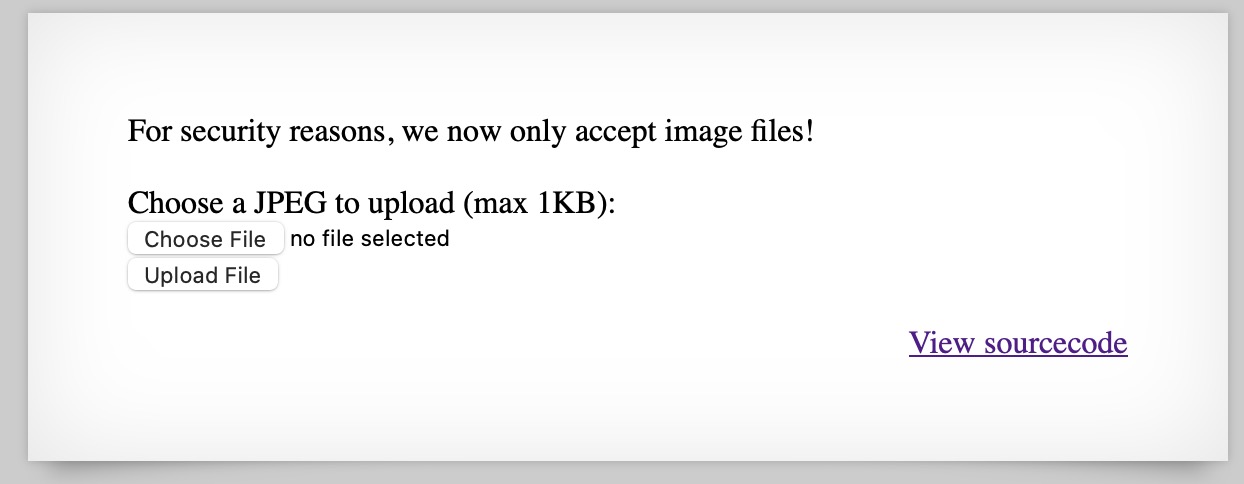 For security reasons, we now only accept image files!
Choose a JPEG to upload (max 1KB):
Choose File no file selected
Upload File
View sourcecode